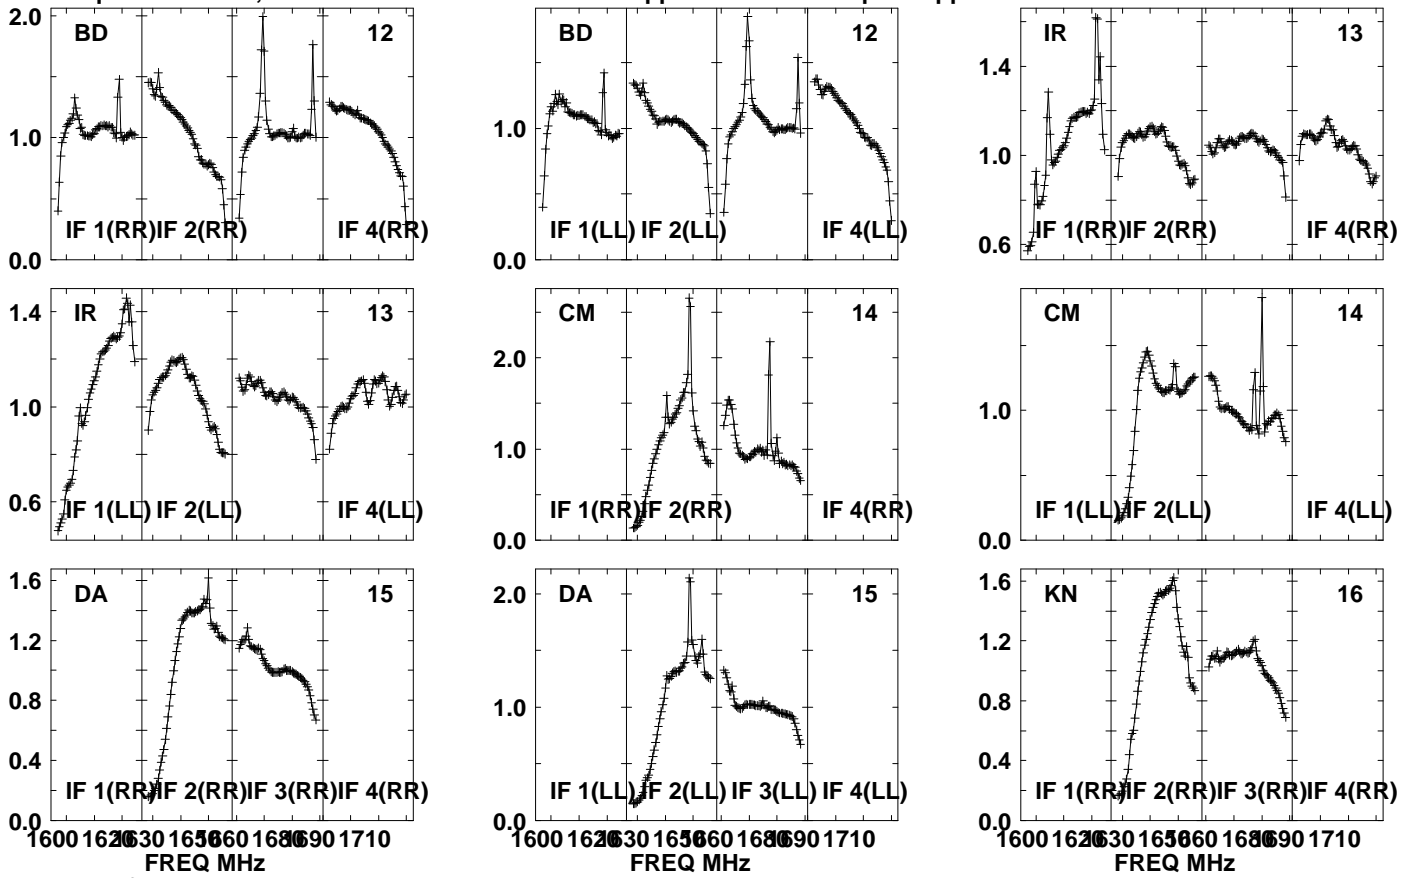 BD 12 BD 12 IR 13
2.0
1.0
0.0
IF 1(RR) IF 2(RR) IF 4(RR)
1.0
0.0
IF 1(LL) IF 2(LL) IF 4(LL)
1.4
1.0
0.6
IF 1(RR) IF 2(RR) IF 4(RR)
IR 13 CM 14 CM 14
1.4
1.0
0.6
IF 1(LL) IF 2(LL) IF 4(LL)
2.0
1.0
0.0
IF 1(RR) IF 2(RR) IF 4(RR)
1.0
0.0
IF 1(LL) IF 2(LL) IF 4(LL)
DA 15 DA 15 KN 16
1.6
1.2
0.8
0.4
0.0
IF 1(RR) IF 2(RR) IF 3(RR) IF 4(RR)
2.0
1.0
0.0
IF 1(LL) IF 2(LL) IF 3(LL) IF 4(LL)
1.6
1.2
0.8
0.4
0.0
IF 1(RR) IF 2(RR) IF 3(RR) IF 4(RR)
1600 1620 1630 1650 1660 1680 1690 1710
1600 1620 1630 1650 1660 1680 1690 1710
1600 1620 1630 1650 1660 1680 1690 1710
FREQ MHz FREQ MHz FREQ MHz